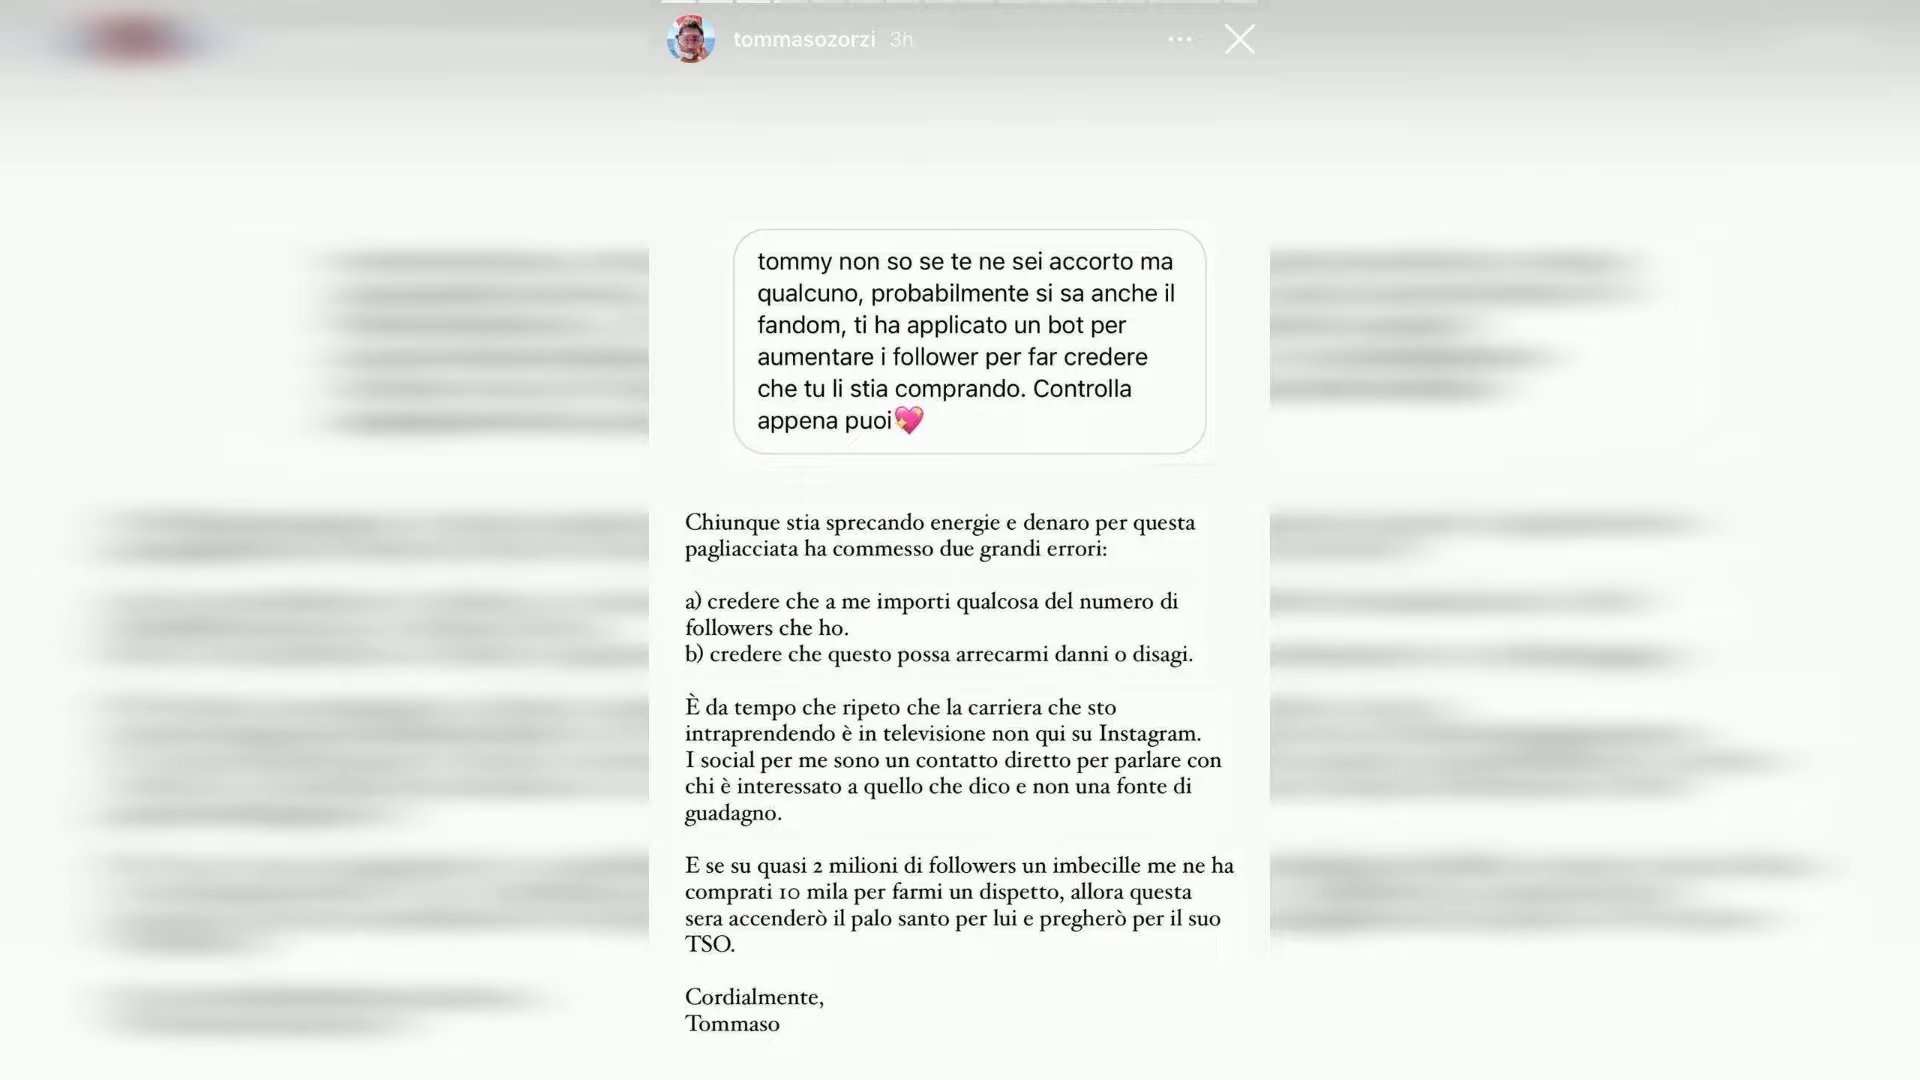 tommasozorzi 3h
tommy non so se te ne sei accorto ma
qualcuno, probabilmente si sa anche il
fandom, ti ha applicato un bot per
aumentare i follower per far credere
che tu li stia comprando. Controlla
appena puoi💖
Chiunque stia sprecando energie e denaro per questa
pagliacciata ha commesso due grandi errori:
a) credere che a me importi qualcosa del numero di
followers che ho.
b) credere che questo possa arrecarmi danni o disagi.
È da tempo che ripeto che la carriera che sto
intraprendendo è in televisione non qui su Instagram.
I social per me sono un contatto diretto per parlare con
chi è interessato a quello che dico e non una fonte di
guadagno.
E se su quasi 2 milioni di followers un imbecille me ne ha
comprati 10 mila per farmi un dispetto, allora questa
sera accenderò il palo santo per lui e pregherò per il suo
TSO.
Cordialmente,
Tommaso